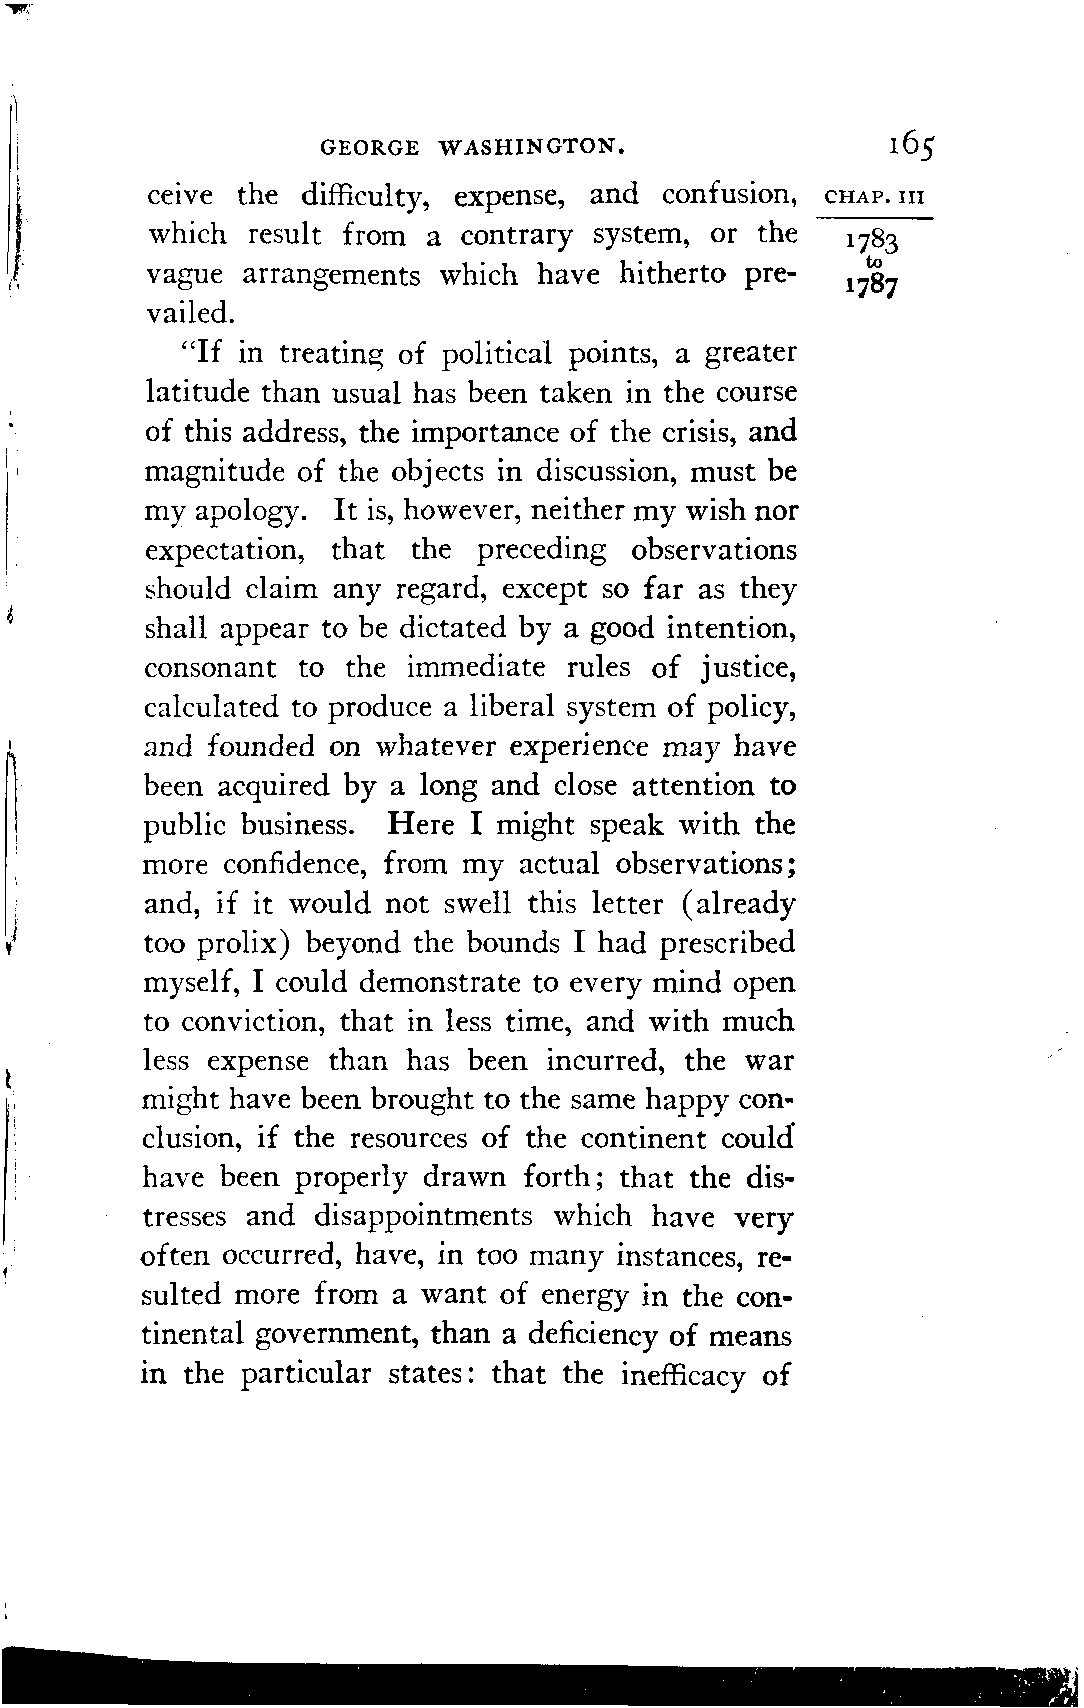 GEORGE WASHINGTON. 165
ceive the difficulty, expense, and confusion, CHAP. III
which result from a contrary system, or the 1783
vague arrangements which have hitherto pre- to
vailed. 1787
"If in treating of political points, a greater
latitude than usual has been taken in the course
of this address, the importance of the crisis, and
magnitude of the objects in discussion, must be
my apology. It is, however, neither my wish nor
expectation, that the preceding observations
should claim any regard, except so far as they
shall appear to be dictated by a good intention,
consonant to the immediate rules of justice,
calculated to produce a liberal system of policy,
and founded on whatever experience may have
been acquired by a long and close attention to
public business. Here I might speak with the
more confidence, from my actual observations;
and, if it would not swell this letter (already
too prolix) beyond the bounds I had prescribed
myself, I could demonstrate to every mind open
to conviction, that in less time, and with much
less expense than has been incurred, the war
might have been brought to the same happy con-
clusion, if the resources of the continent could
have been properly drawn forth; that the dis-
tresses and disappointments which have very
often occurred, have, in too many instances, re-
sulted more from a want of energy in the con-
tinental government, than a deficiency of means
in the particular states: that the inefficacy of